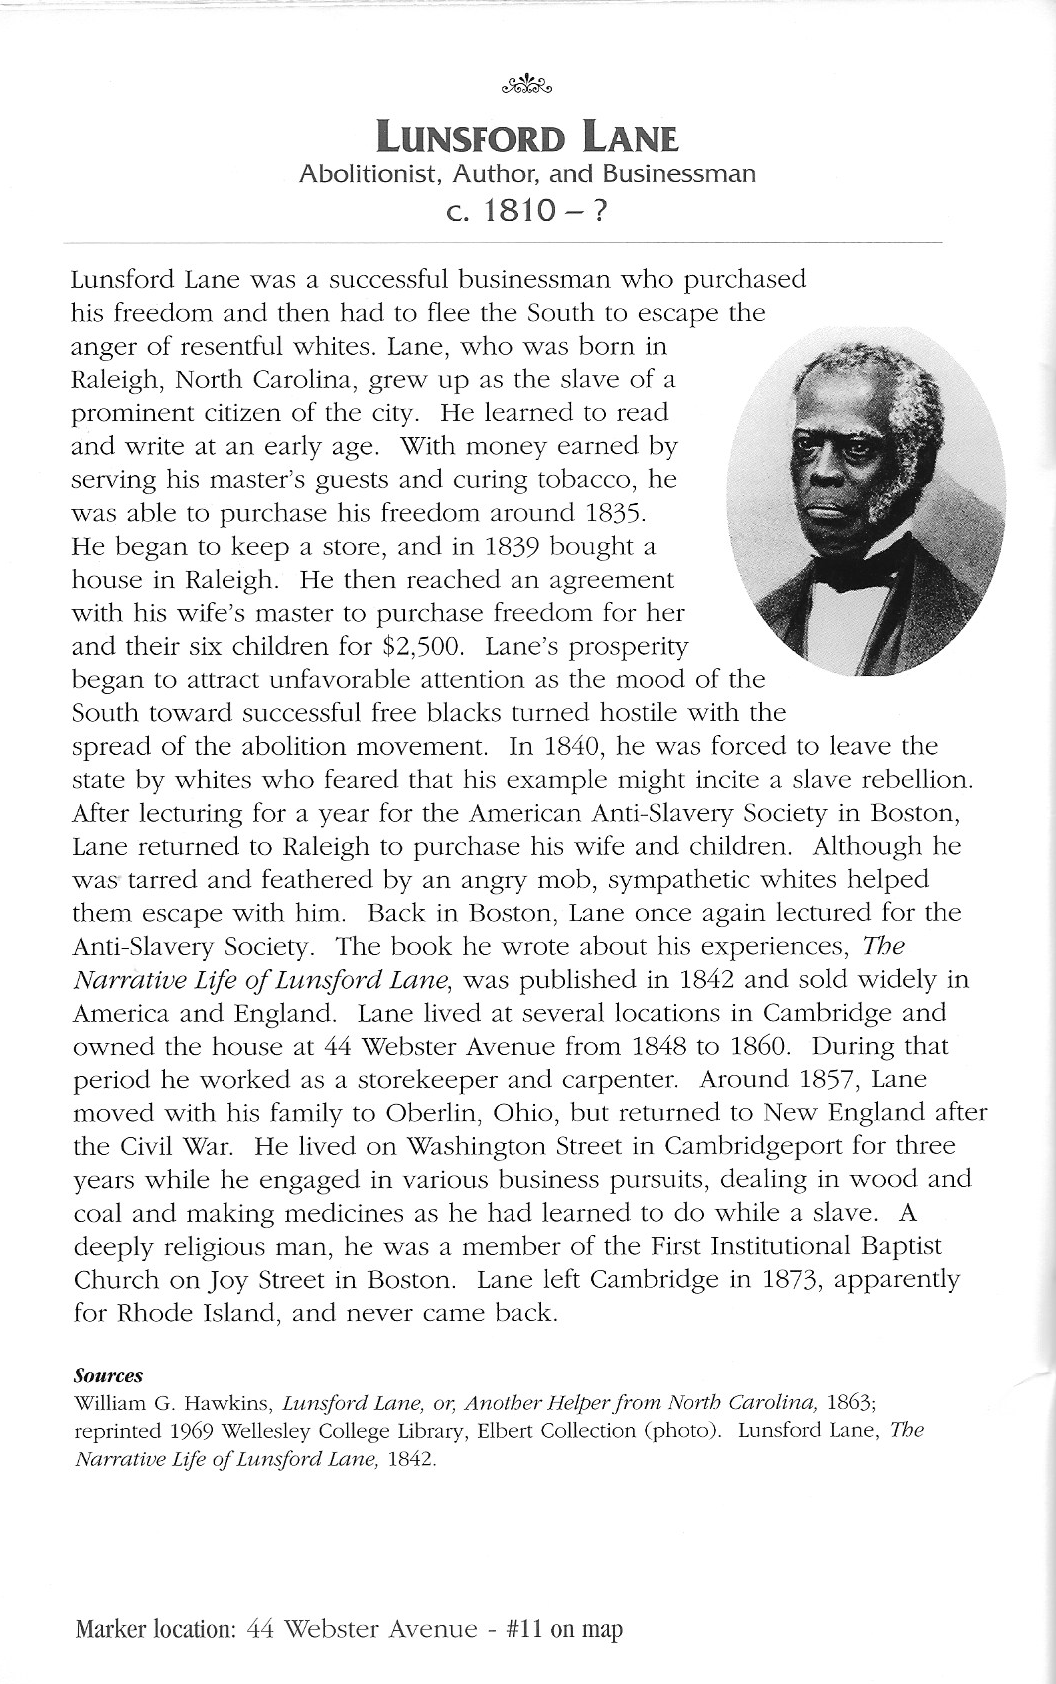 LUNSFORD LANE
Abolitionist, Author, and Businessman
c. 1810 – ?
Lunsford Lane was a successful businessman who purchased
his freedom and then had to flee the South to escape the
anger of resentful whites. Lane, who was born in
Raleigh, North Carolina, grew up as the slave of a
prominent citizen of the city. He learned to read
and write at an early age. With money earned by
serving his master's guests and curing tobacco, he
was able to purchase his freedom around 1835.
He began to keep a store, and in 1839 bought a
house in Raleigh. He then reached an agreement
with his wife's master to purchase freedom for her
and their six children for $2,500. Lane's prosperity
began to attract unfavorable attention as the mood of the
South toward successful free blacks turned hostile with the
spread of the abolition movement. In 1840, he was forced to leave the
state by whites who feared that his example might incite a slave rebellion.
After lecturing for a year for the American Anti-Slavery Society in Boston,
Lane returned to Raleigh to purchase his wife and children. Although he
was tarred and feathered by an angry mob, sympathetic whites helped
them escape with him. Back in Boston, Lane once again lectured for the
Anti-Slavery Society. The book he wrote about his experiences, The
Narrative Life of Lunsford Lane, was published in 1842 and sold widely in
America and England. Lane lived at several locations in Cambridge and
owned the house at 44 Webster Avenue from 1848 to 1860. During that
period he worked as a storekeeper and carpenter. Around 1857, Lane
moved with his family to Oberlin, Ohio, but returned to New England after
the Civil War. He lived on Washington Street in Cambridgeport for three
years while he engaged in various business pursuits, dealing in wood and
coal and making medicines as he had learned to do while a slave. A
deeply religious man, he was a member of the First Institutional Baptist
Church on Joy Street in Boston. Lane left Cambridge in 1873, apparently
for Rhode Island, and never came back.
Sources
William G. Hawkins, Lunsford Lane, or, Another Helper from North Carolina, 1863;
reprinted 1969 Wellesley College Library, Elbert Collection (photo). Lunsford Lane, The
Narrative Life of Lunsford Lane, 1842.
Marker location: 44 Webster Avenue - #11 on map